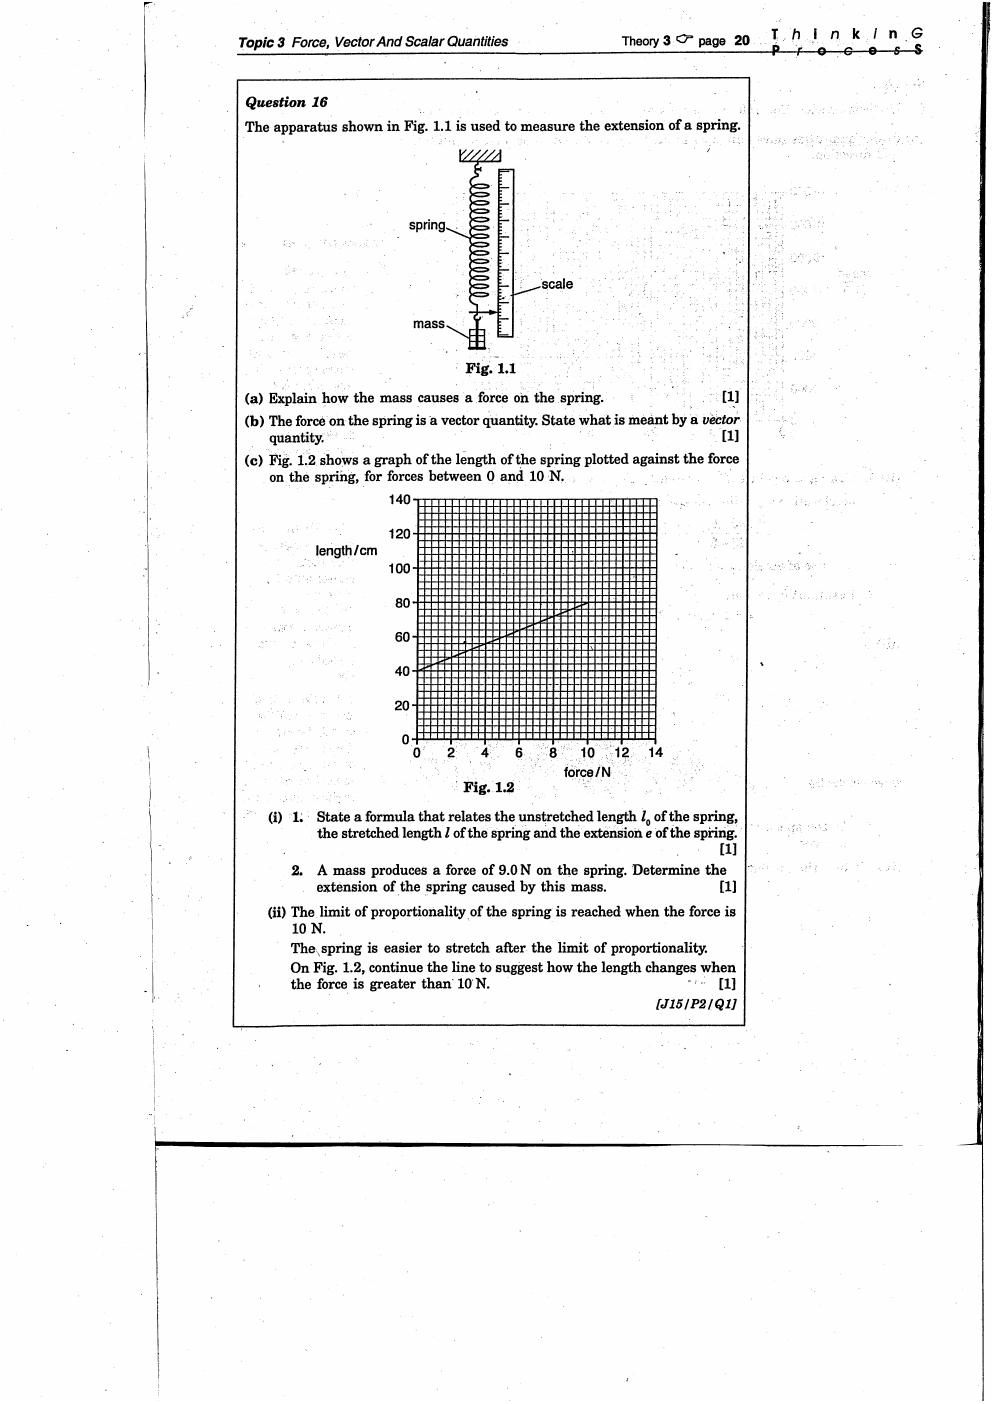 Topic 3 Force, Vector And Scalar Quantities
Theory 3 ☞ page 20
ThinkinG
ProcesS
Question 16
The apparatus shown in Fig. 1.1 is used to measure the extension of a spring.
spring
scale
mass
Fig. 1.1
(a) Explain how the mass causes a force on the spring. [1]
(b) The force on the spring is a vector quantity. State what is meant by a vector
quantity. [1]
(c) Fig. 1.2 shows a graph of the length of the spring plotted against the force
on the spring, for forces between 0 and 10 N.
140
120
length/cm
100
80
60
40
20
0
0 2 4 6 8 10 12 14
force/N
Fig. 1.2
(i) 1. State a formula that relates the unstretched length l₀ of the spring,
the stretched length l of the spring and the extension e of the spring.
[1]
2. A mass produces a force of 9.0 N on the spring. Determine the
extension of the spring caused by this mass. [1]
(ii) The limit of proportionality of the spring is reached when the force is
10 N.
The spring is easier to stretch after the limit of proportionality.
On Fig. 1.2, continue the line to suggest how the length changes when
the force is greater than 10 N. [1]
[J15/P2/Q1]